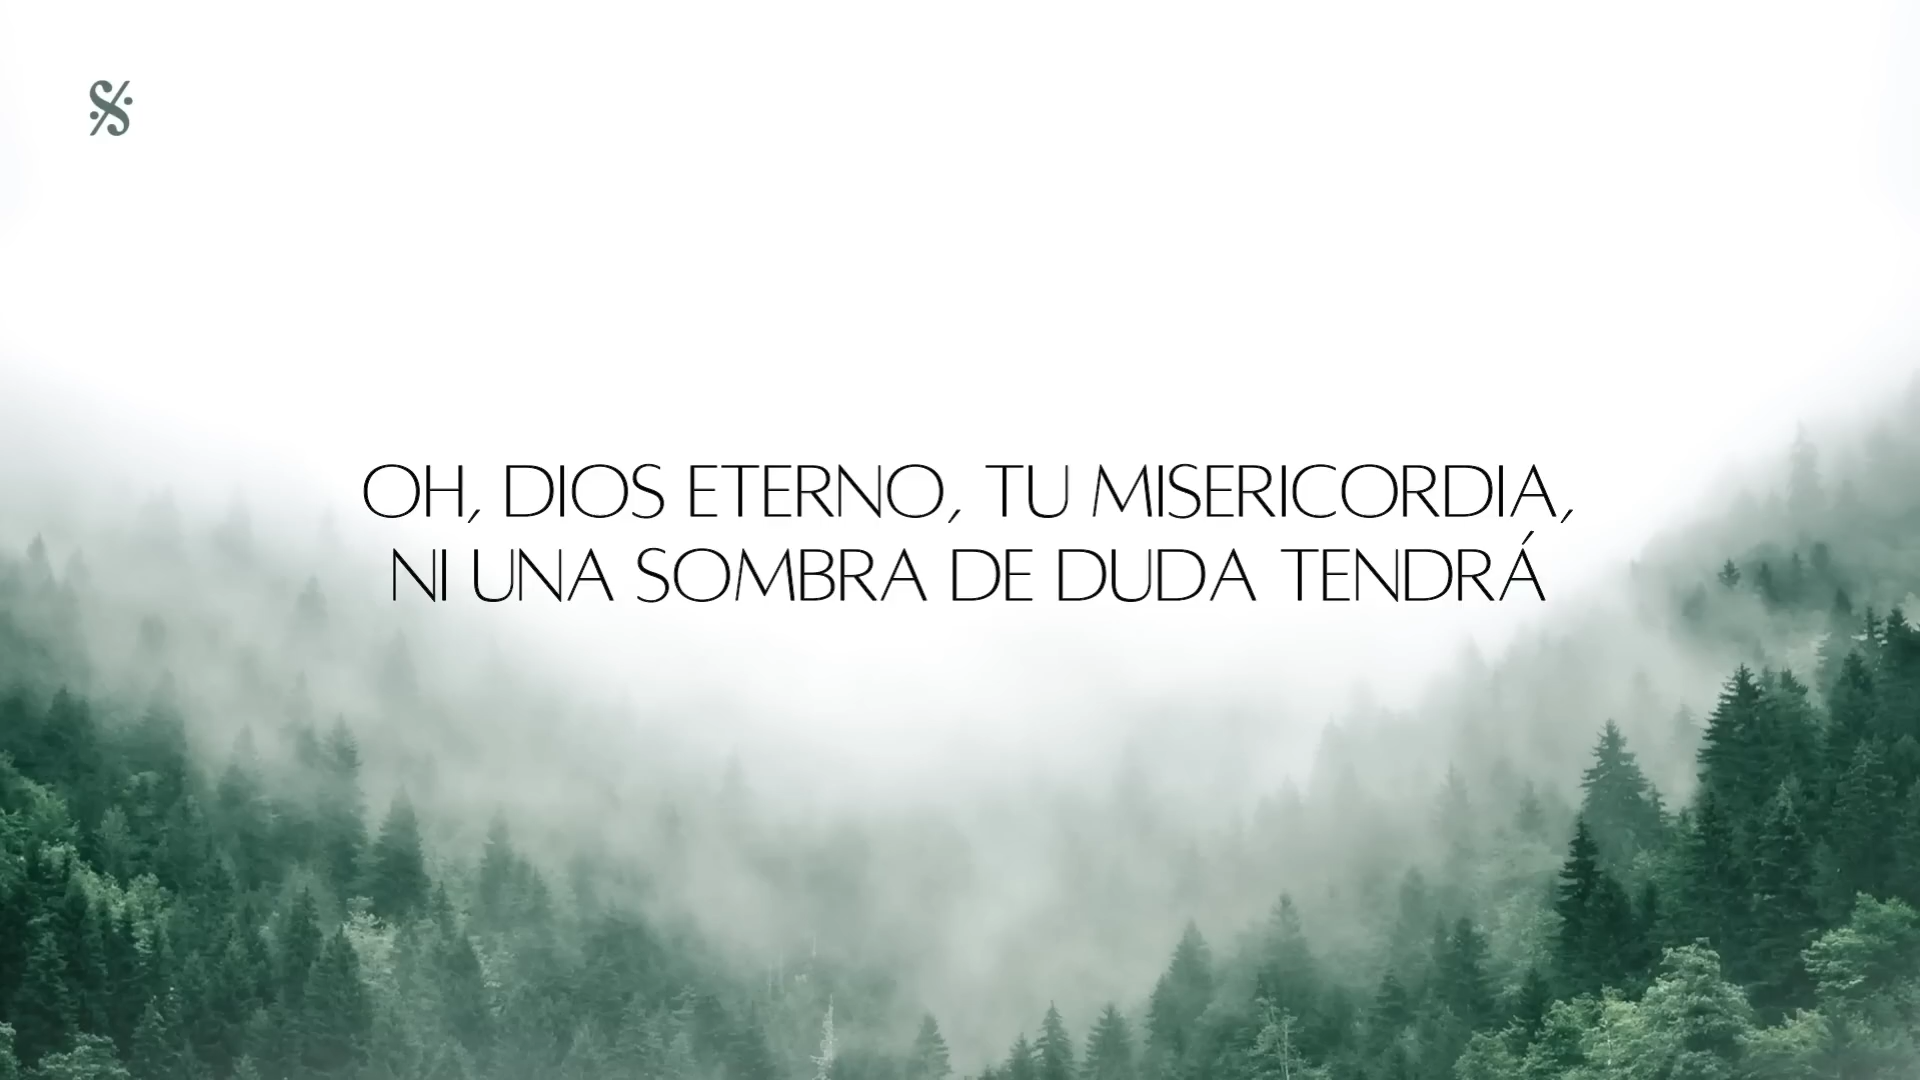 OH, DIOS ETERNO, TU MISERICORDIA,
NI UNA SOMBRA DE DUDA TENDRÁ